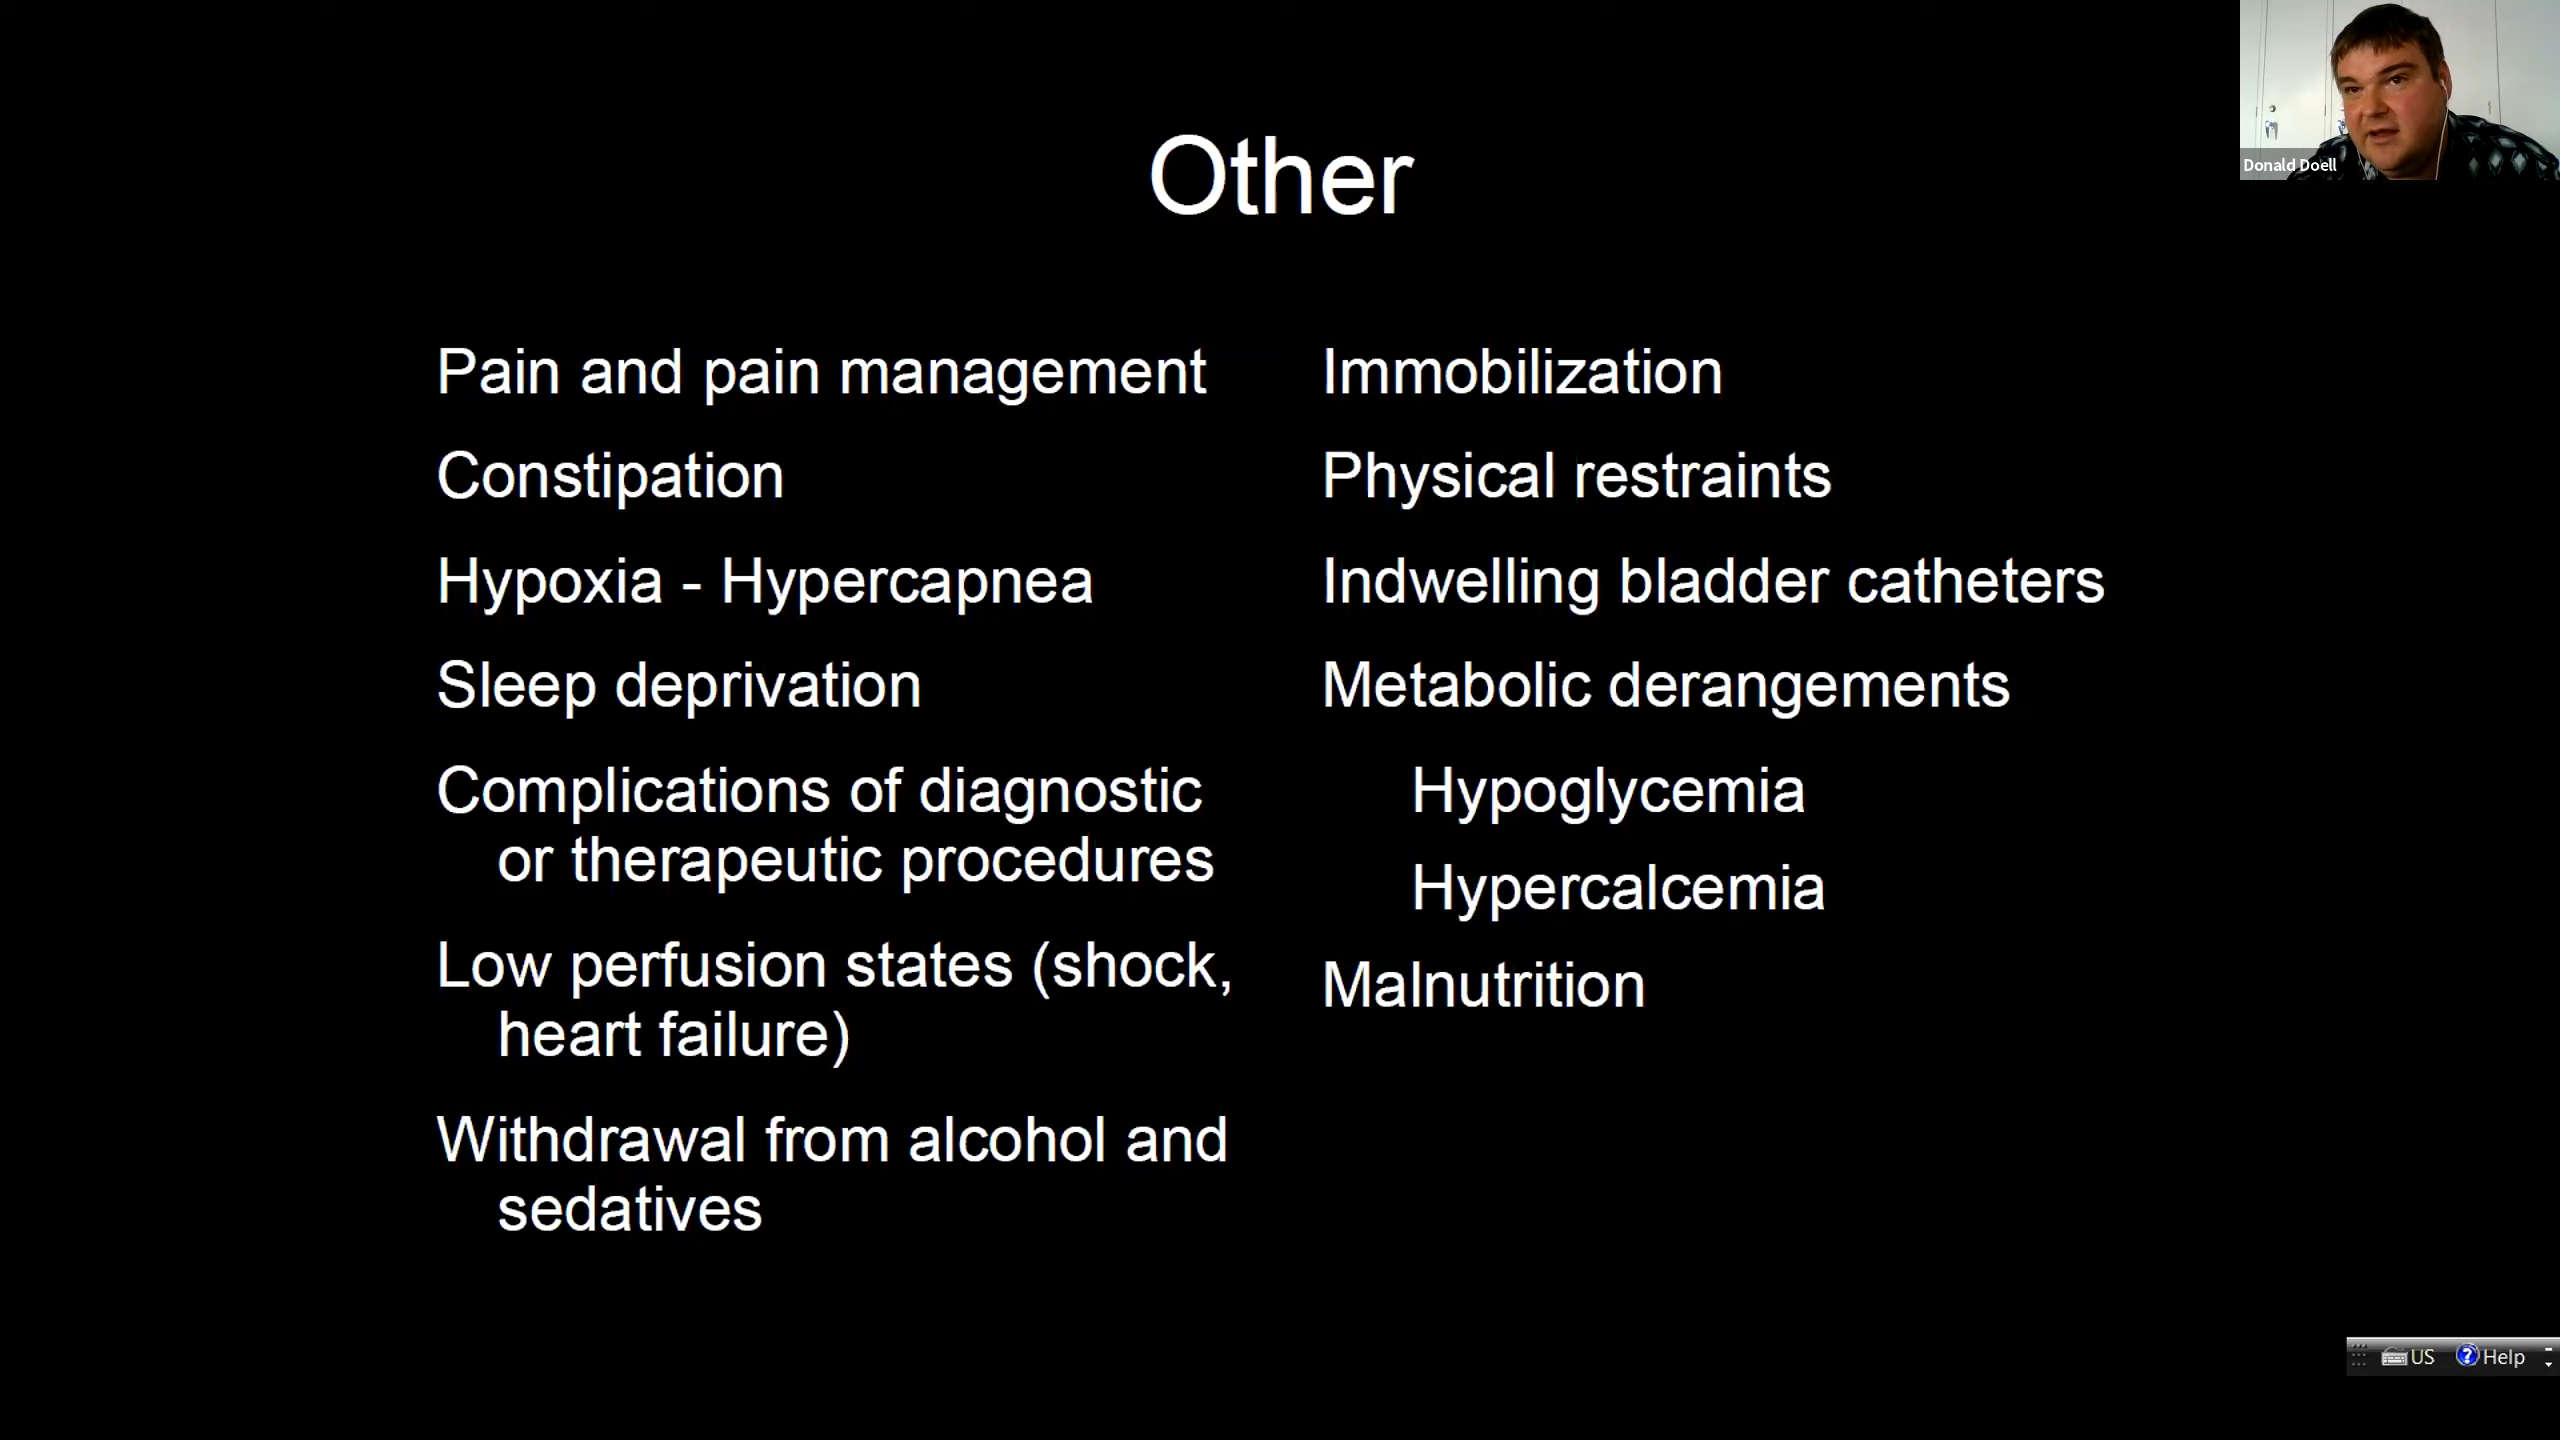 Other
Pain and pain management
Constipation
Hypoxia - Hypercapnea
Sleep deprivation
Complications of diagnostic
or therapeutic procedures
Low perfusion states (shock,
heart failure)
Withdrawal from alcohol and
sedatives
Immobilization
Physical restraints
Indwelling bladder catheters
Metabolic derangements
Hypoglycemia
Hypercalcemia
Malnutrition
Donald Doell
US Help